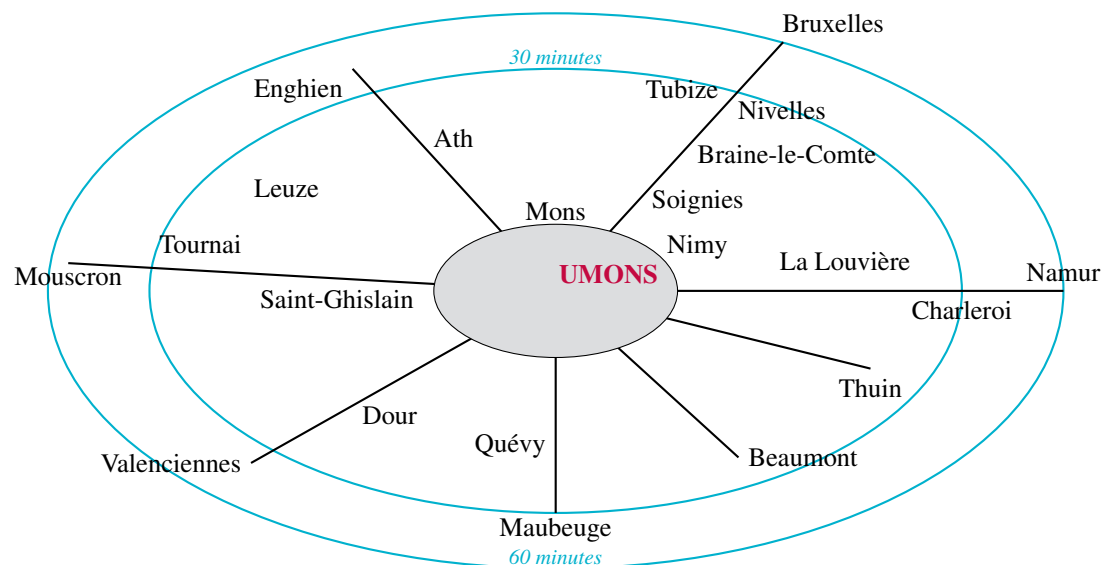 Bruxelles
30 minutes
Enghien
Tubize
Nivelles
Ath
Braine-le-Comte
Leuze
Soignies
Mons
Tournai
Nimy
La Louvière
Mouscron
UMONS
Namur
Saint-Ghislain
Charleroi
Thuin
Dour
Quévy
Valenciennes
Beaumont
Maubeuge
60 minutes